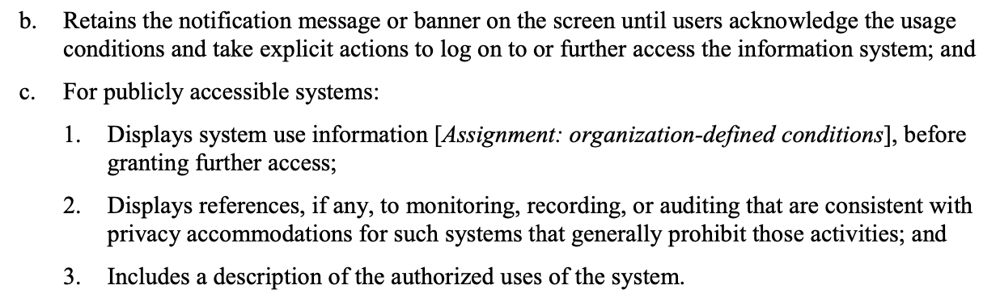 b. Retains the notification message or banner on the screen until users acknowledge the usage
conditions and take explicit actions to log on to or further access the information system; and
c. For publicly accessible systems:
1. Displays system use information [Assignment: organization-defined conditions], before
granting further access;
2. Displays references, if any, to monitoring, recording, or auditing that are consistent with
privacy accommodations for such systems that generally prohibit those activities; and
3. Includes a description of the authorized uses of the system.